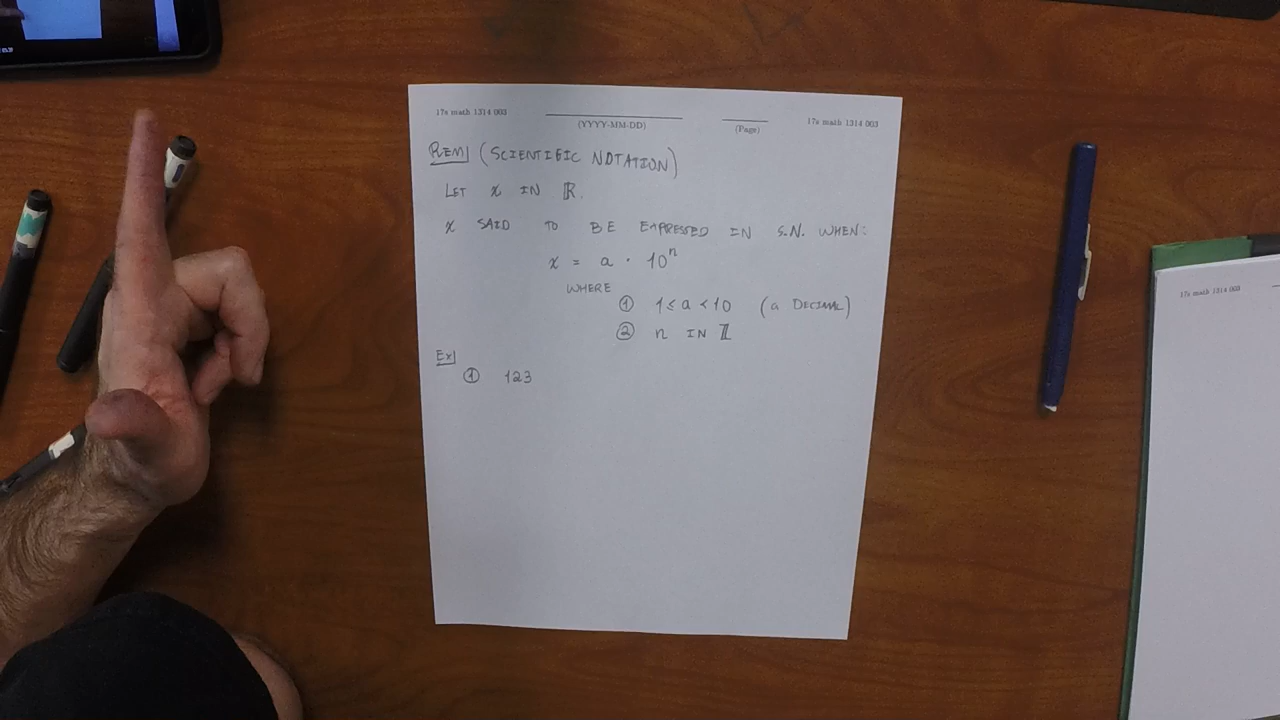 17s math 1314 003 (YYYY-MM-DD) (Page) 17s math 1314 003
REM (SCIENTIFIC NOTATION)
LET x IN ℝ.
x SAID TO BE EXPRESSED IN S.N. WHEN:
x = a · 10ⁿ
WHERE
① 1 ≤ a < 10 (a DECIMAL)
② n IN ℤ
Ex
① 123
17s math 1314 003